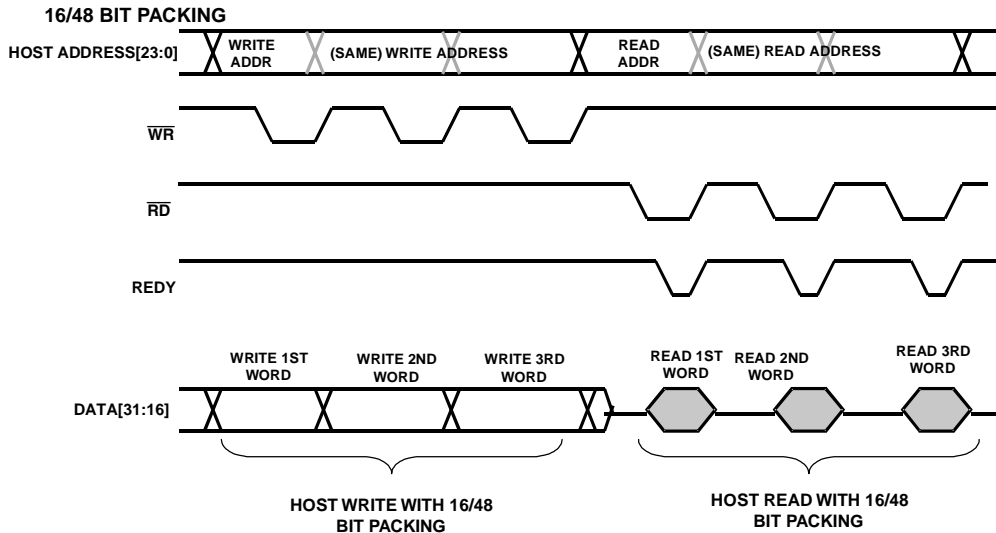 16/48 BIT PACKING
HOST ADDRESS[23:0]
WRITE
ADDR
(SAME) WRITE ADDRESS
READ
ADDR
(SAME) READ ADDRESS
WR
RD
REDY
WRITE 1ST
WORD
WRITE 2ND
WORD
WRITE 3RD
WORD
READ 1ST
WORD
READ 2ND
WORD
READ 3RD
WORD
DATA[31:16]
HOST WRITE WITH 16/48
BIT PACKING
HOST READ WITH 16/48
BIT PACKING